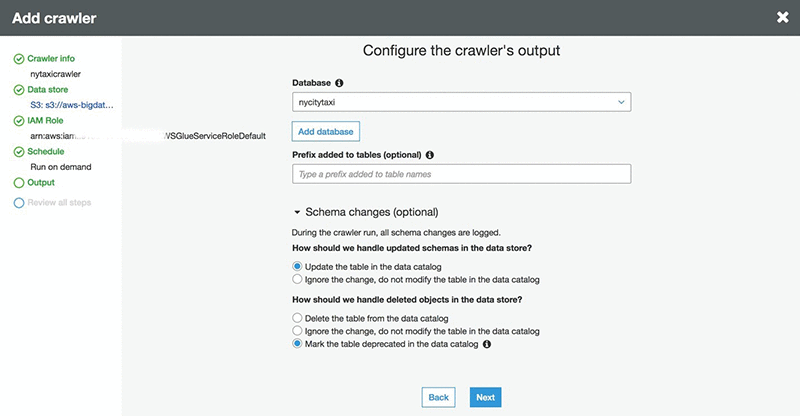 Add crawler
Crawler info
nytaxicrawler
Data store
S3: s3://aws-bigdat…
IAM Role
arn:aws:iam: WSGlueServiceRoleDefault
Schedule
Run on demand
Output
Review all steps
Configure the crawler's output
Database
nycitytaxi
Add database
Prefix added to tables (optional)
Type a prefix added to table names
Schema changes (optional)
During the crawler run, all schema changes are logged.
How should we handle updated schemas in the data store?
Update the table in the data catalog
Ignore the change, do not modify the table in the data catalog
How should we handle deleted objects in the data store?
Delete the table from the data catalog
Ignore the change, do not modify the table in the data catalog
Mark the table deprecated in the data catalog
Back Next